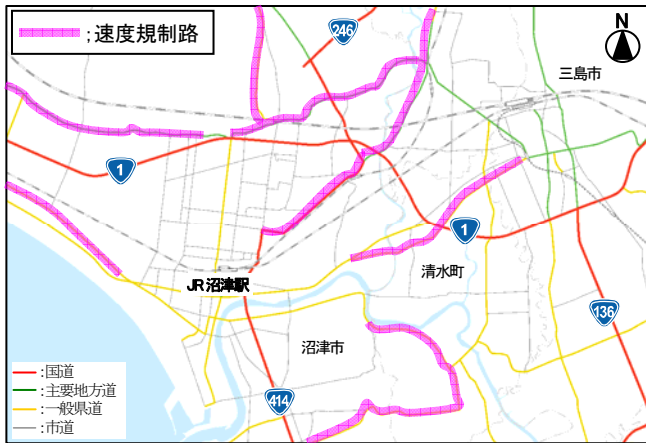 ;速度規制路
246
N
三島市
1
1
清水町
JR沼津駅
136
沼津市
414
:国道
:主要地方道
:一般県道
:市道